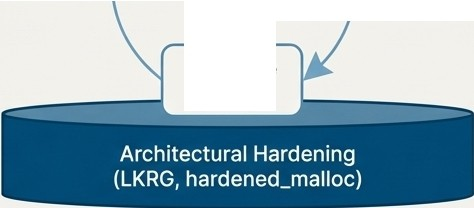 Architectural Hardening
(LKRG, hardened_malloc)